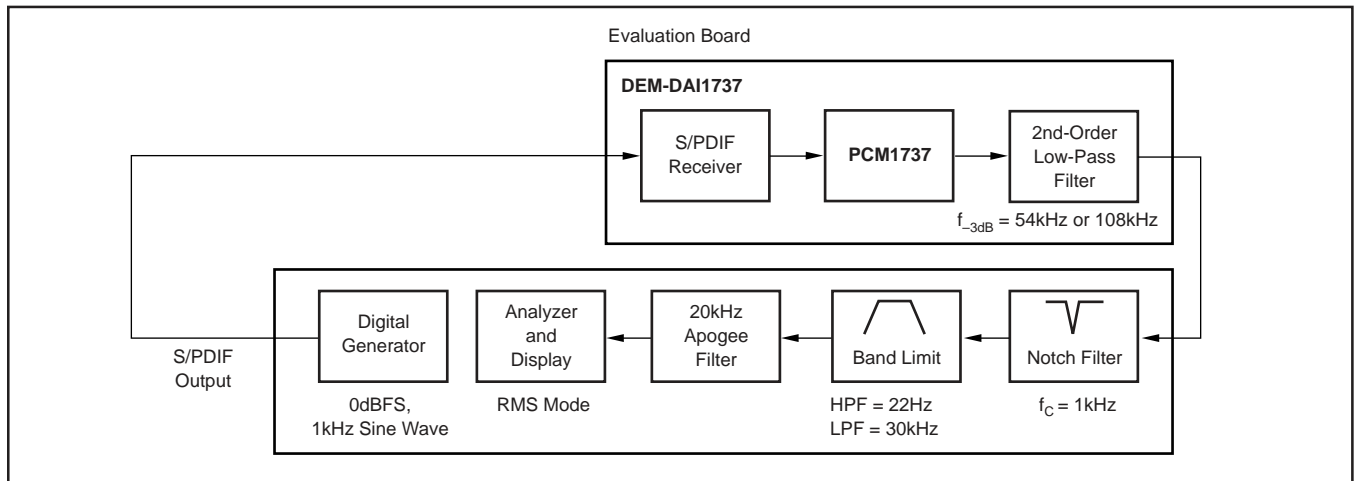 Evaluation Board
DEM-DAI1737
S/PDIF
Receiver
PCM1737
2nd-Order
Low-Pass
Filter
f–3dB = 54kHz or 108kHz
S/PDIF
Output
Digital
Generator
0dBFS,
1kHz Sine Wave
Analyzer
and
Display
RMS Mode
20kHz
Apogee
Filter
Band Limit
HPF = 22Hz
LPF = 30kHz
Notch Filter
fC = 1kHz